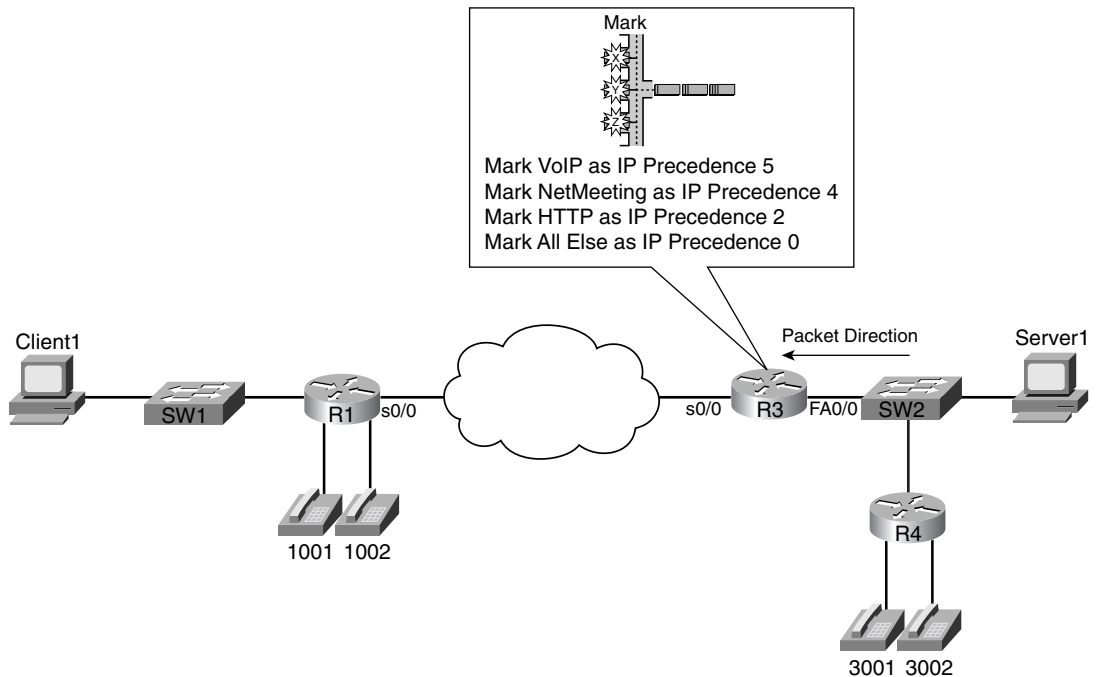 Mark
X
Y
Z
Mark VoIP as IP Precedence 5
Mark NetMeeting as IP Precedence 4
Mark HTTP as IP Precedence 2
Mark All Else as IP Precedence 0
Client1
Packet Direction
Server1
SW1
R1
s0/0
s0/0
R3
FA0/0
SW2
1001
1002
R4
3001
3002